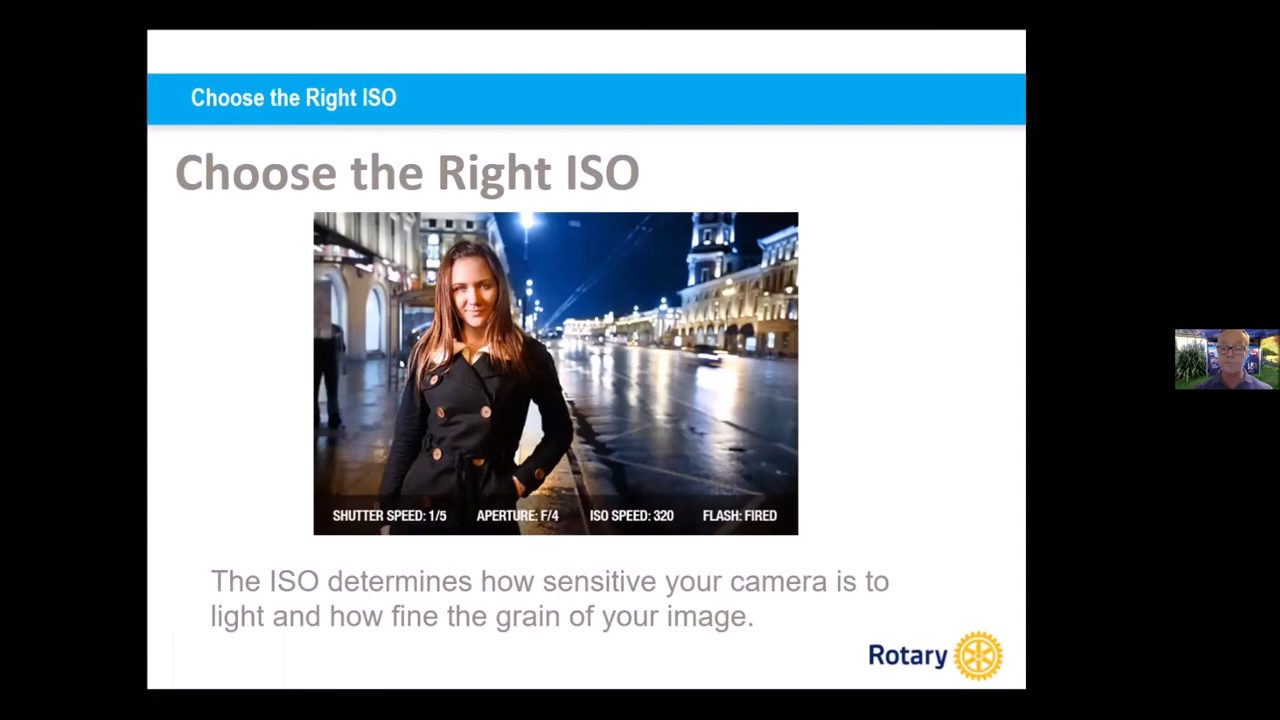 Choose the Right ISO
Choose the Right ISO
SHUTTER SPEED: 1/5 APERTURE: F/4 ISO SPEED: 320 FLASH: FIRED
The ISO determines how sensitive your camera is to
light and how fine the grain of your image.
Rotary